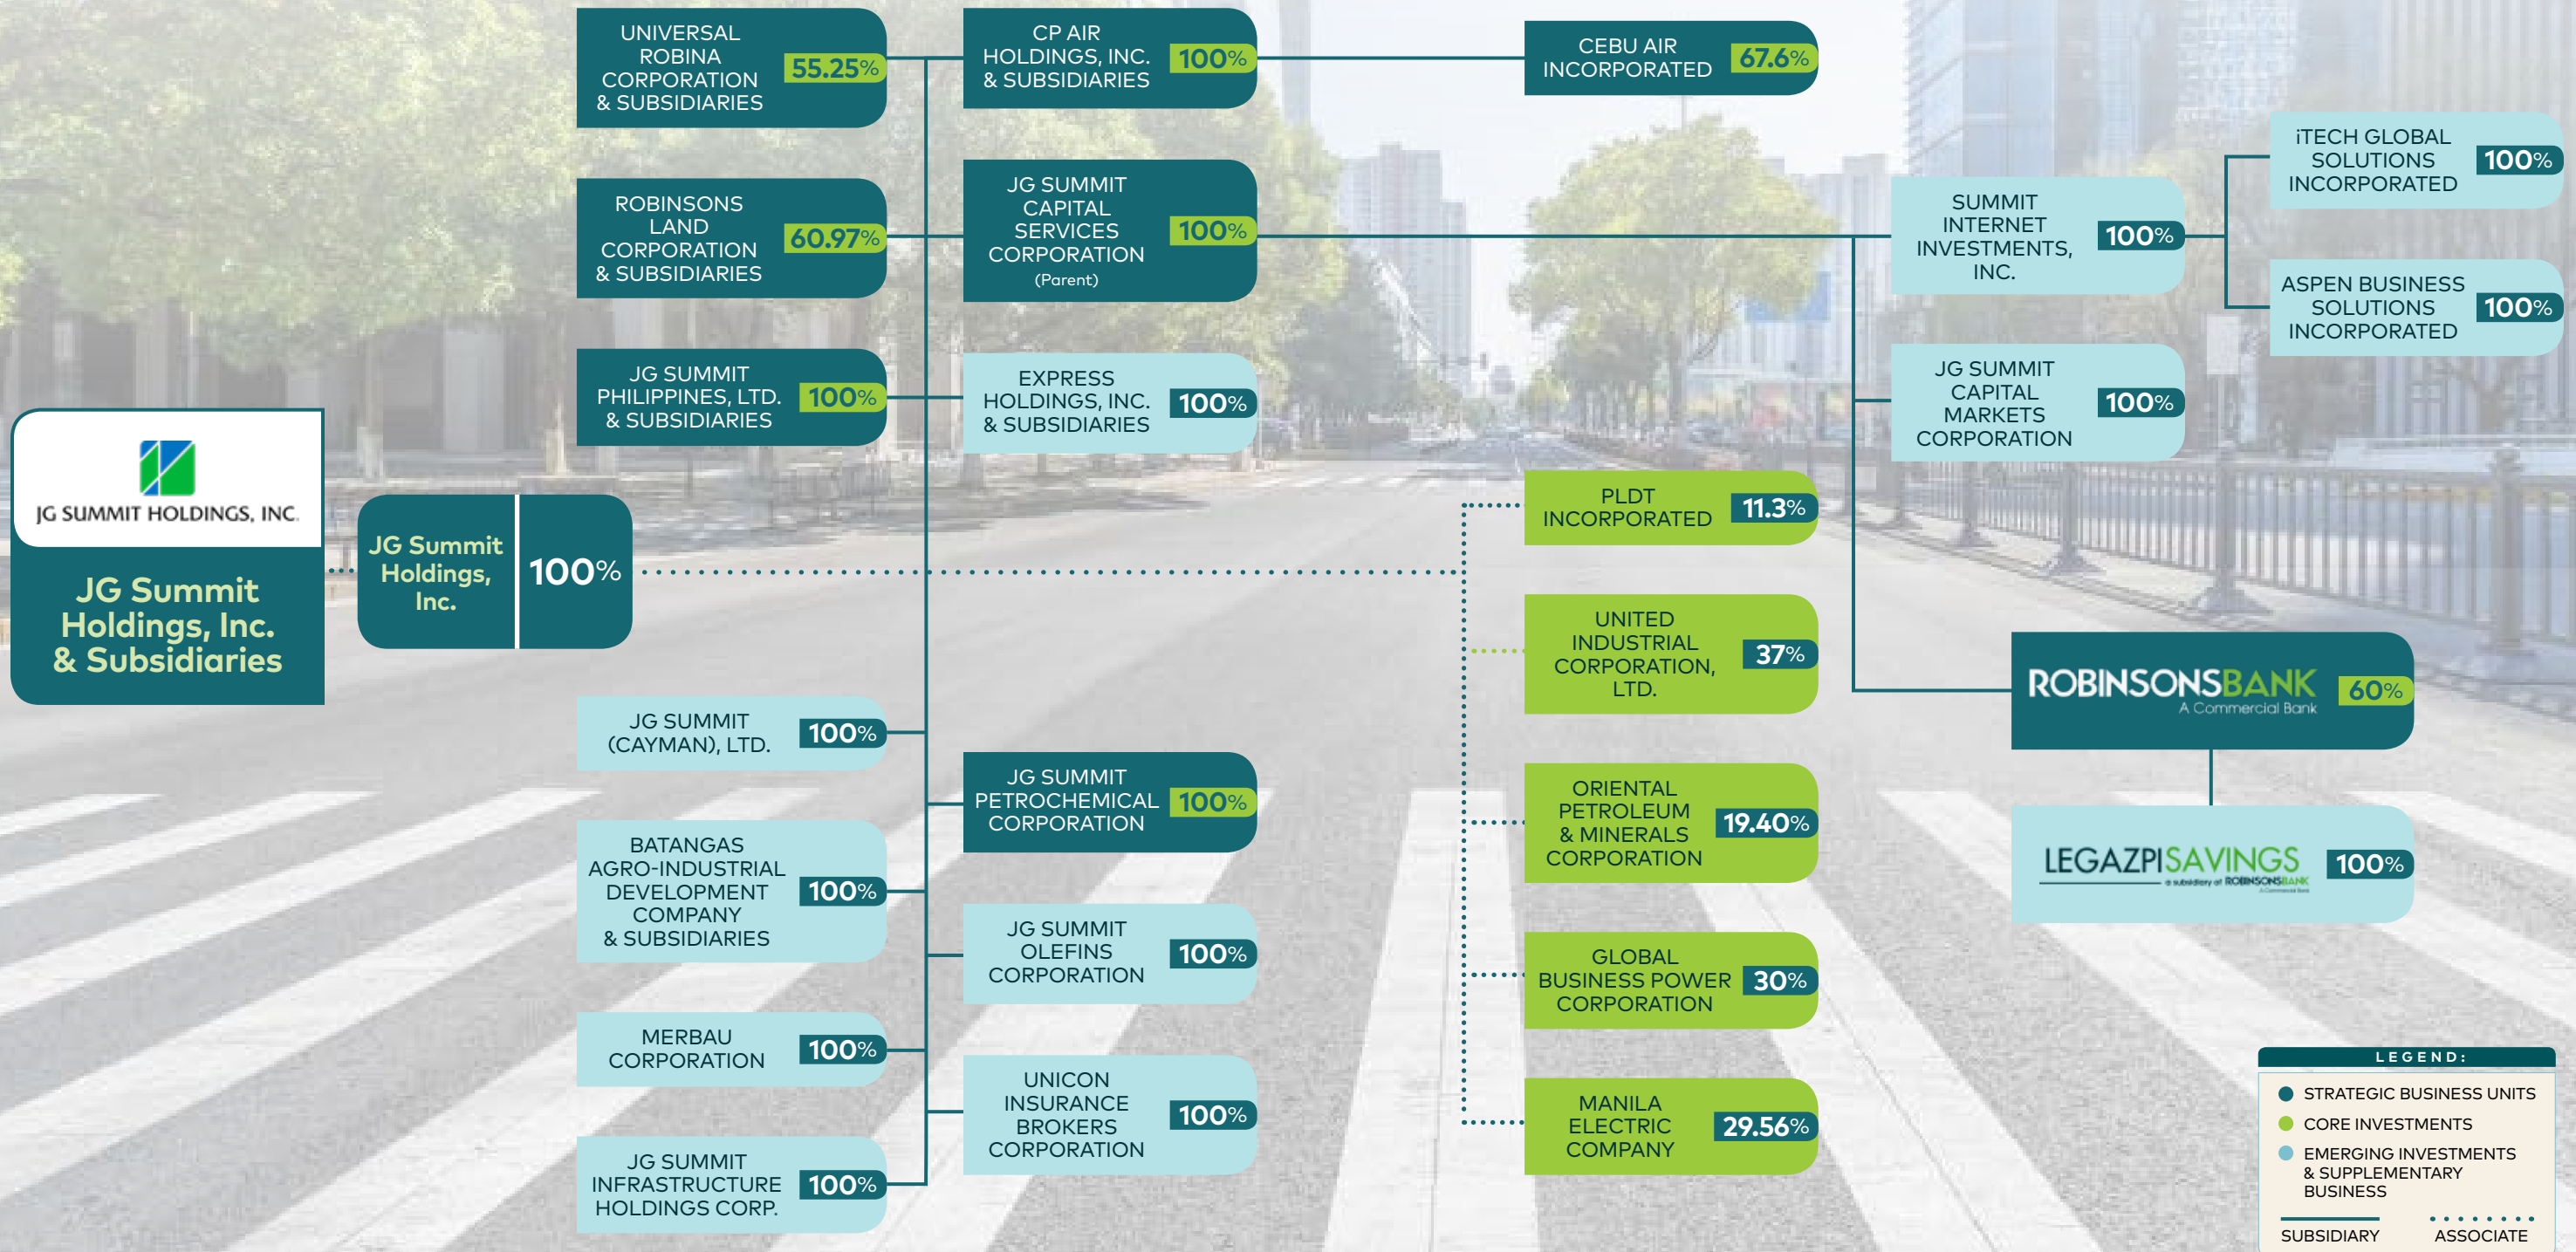 JG SUMMIT HOLDINGS, INC.
JG Summit
Holdings, Inc.
& Subsidiaries
JG Summit
Holdings,
Inc.
100%
UNIVERSAL
ROBINA
CORPORATION
& SUBSIDIARIES
55.25%
ROBINSONS
LAND
CORPORATION
& SUBSIDIARIES
60.97%
JG SUMMIT
PHILIPPINES, LTD.
& SUBSIDIARIES
100%
JG SUMMIT
(CAYMAN), LTD.
100%
BATANGAS
AGRO-INDUSTRIAL
DEVELOPMENT
COMPANY
& SUBSIDIARIES
100%
MERBAU
CORPORATION
100%
JG SUMMIT
INFRASTRUCTURE
HOLDINGS CORP.
100%
CP AIR
HOLDINGS, INC.
& SUBSIDIARIES
100%
JG SUMMIT
CAPITAL
SERVICES
CORPORATION
(Parent)
100%
EXPRESS
HOLDINGS, INC.
& SUBSIDIARIES
100%
JG SUMMIT
PETROCHEMICAL
CORPORATION
100%
JG SUMMIT
OLEFINS
CORPORATION
100%
UNICON
INSURANCE
BROKERS
CORPORATION
100%
CEBU AIR
INCORPORATED
67.6%
PLDT
INCORPORATED
11.3%
UNITED
INDUSTRIAL
CORPORATION,
LTD.
37%
ORIENTAL
PETROLEUM
& MINERALS
CORPORATION
19.40%
GLOBAL
BUSINESS POWER
CORPORATION
30%
MANILA
ELECTRIC
COMPANY
29.56%
SUMMIT
INTERNET
INVESTMENTS,
INC.
100%
JG SUMMIT
CAPITAL
MARKETS
CORPORATION
100%
iTECH GLOBAL
SOLUTIONS
INCORPORATED
100%
ASPEN BUSINESS
SOLUTIONS
INCORPORATED
100%
ROBINSONSBANK
A Commercial Bank
60%
LEGAZPISAVINGS
a subsidiary of ROBINSONSBANK
A Commercial Bank
100%
LEGEND:
STRATEGIC BUSINESS UNITS
CORE INVESTMENTS
EMERGING INVESTMENTS
& SUPPLEMENTARY
BUSINESS
SUBSIDIARY
ASSOCIATE